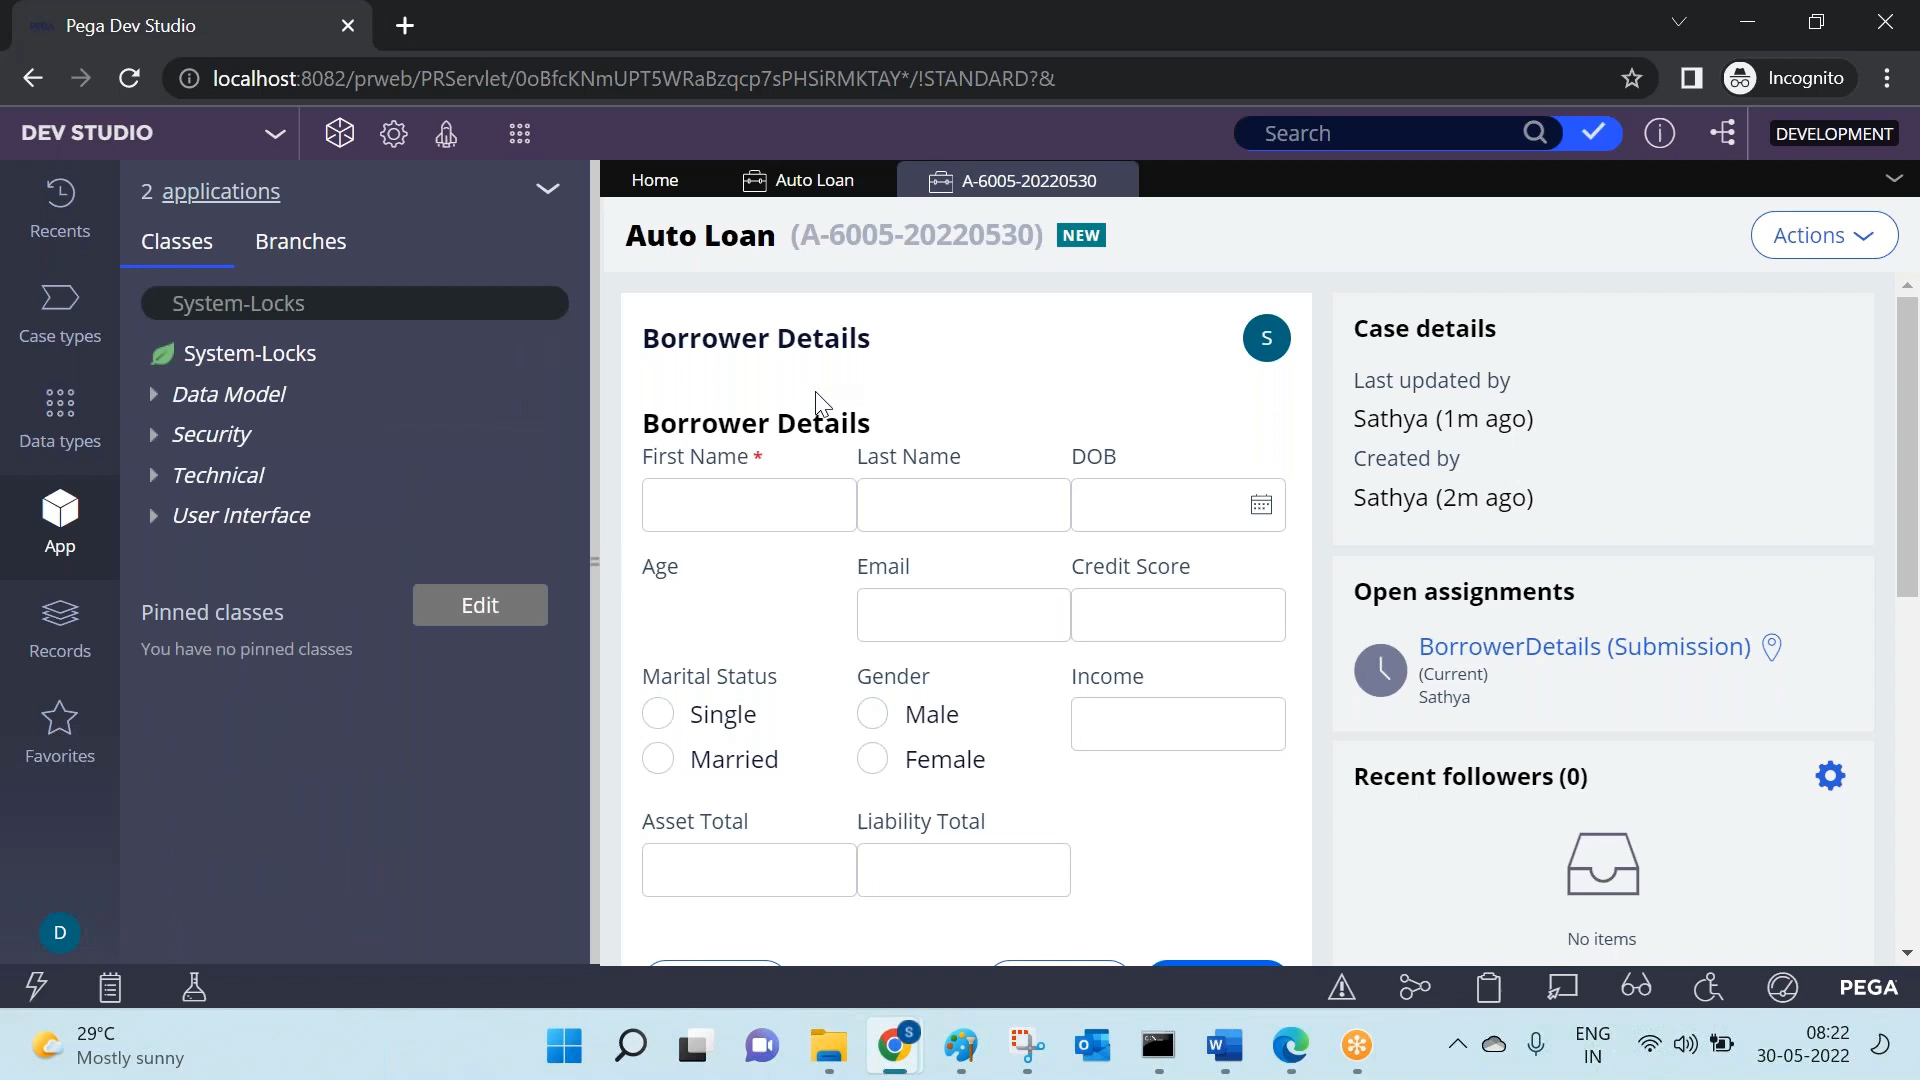 Pega Dev Studio
localhost:8082/prweb/PRServlet/0oBfcKNmUPT5WRaBzqcp7sPHSiRMKTAY*/!STANDARD?&
Incognito
DEV STUDIO
Search
DEVELOPMENT
Recents
Case types
Data types
App
Records
Favorites
D
2 applications
Classes
Branches
System-Locks
System-Locks
Data Model
Security
Technical
User Interface
Pinned classes
Edit
You have no pinned classes
Home
Auto Loan
A-6005-20220530
Auto Loan (A-6005-20220530) NEW
Actions
Borrower Details
S
Borrower Details
First Name *
Last Name
DOB
Age
Email
Credit Score
Marital Status
Gender
Income
Single
Male
Married
Female
Asset Total
Liability Total
Case details
Last updated by
Sathya (1m ago)
Created by
Sathya (2m ago)
Open assignments
BorrowerDetails (Submission)
(Current)
Sathya
Recent followers (0)
No items
PEGA
29°C
Mostly sunny
S
ENG
IN
08:22
30-05-2022